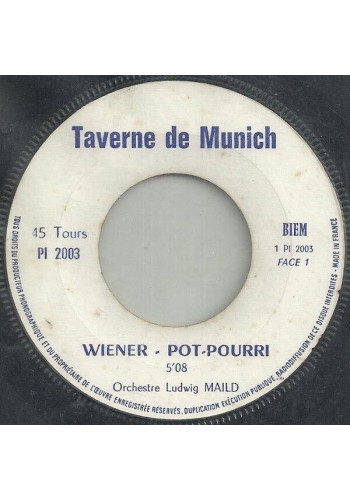 Taverne de Munich
45 Tours
PI 2003
BIEM
1 PI 2003
FACE 1
WIENER - POT-POURRI
5'08
Orchestre Ludwig MAILD
TOUS DROITS DU PRODUCTEUR PHONOGRAPHIQUE ET DU PROPRIÉTAIRE DE L'ŒUVRE ENREGISTRÉE RÉSERVÉS. DUPLICATION EXÉCUTION PUBLIQUE, RADIODIFFUSION DE CE DISQUE INTERDITES - MADE IN FRANCE